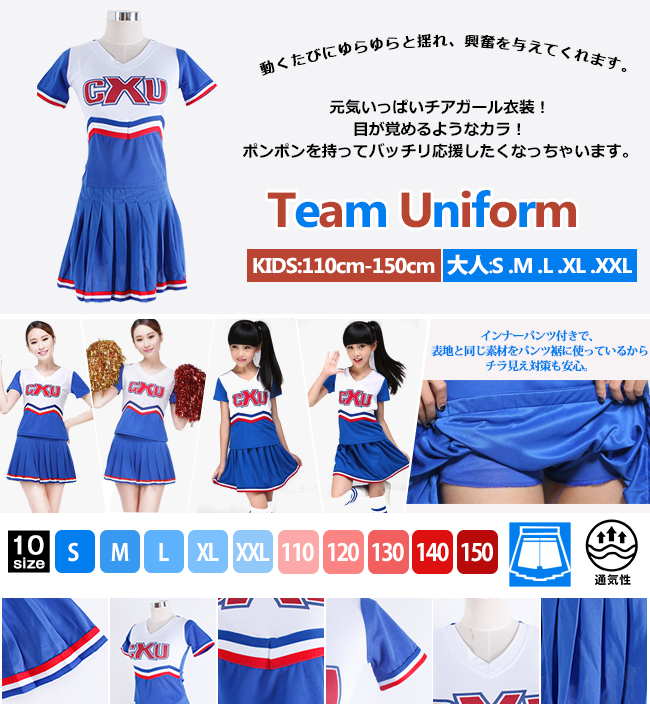 動くたびにゆらゆらと揺れ、興奮を与えてくれます。
CXU
元気いっぱいチアガール衣装！
目が覚めるようなカラ！
ポンポンを持ってバッチリ応援したくなっちゃいます。
Team Uniform
KIDS:110cm-150cm 大人:S .M .L .XL .XXL
インナーパンツ付きで、
表地と同じ素材をパンツ裾に使っているから
チラ見え対策も安心。
CXU CXU CXU CXU
10 size S M L XL XXL 110 120 130 140 150
通気性
CXU